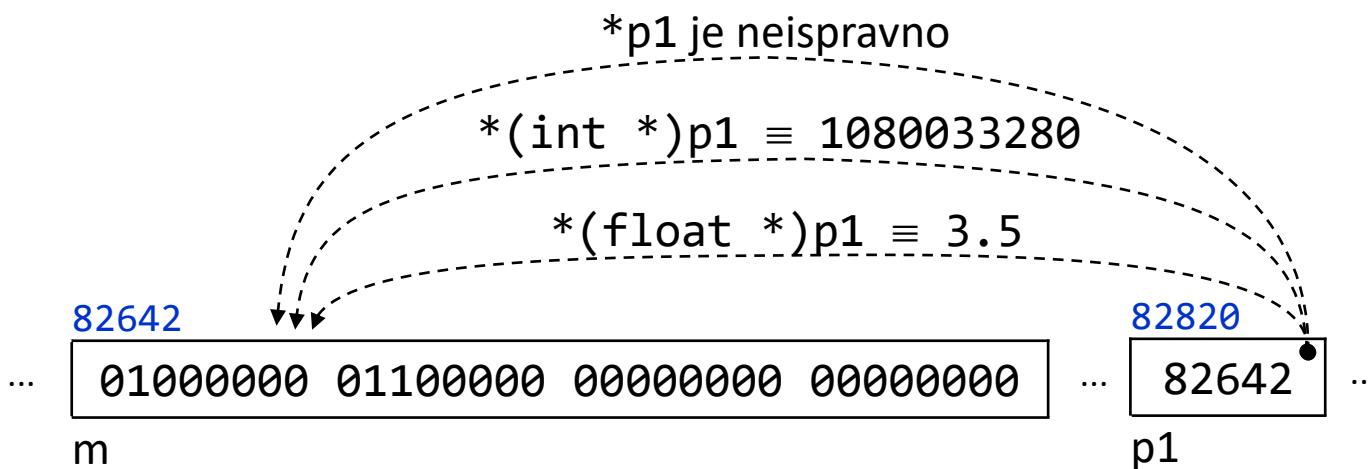 *p1 je neispravno
*(int *)p1 ≡ 1080033280
*(float *)p1 ≡ 3.5
82642 82820
… 01000000 01100000 00000000 00000000 … 82642 …
m p1